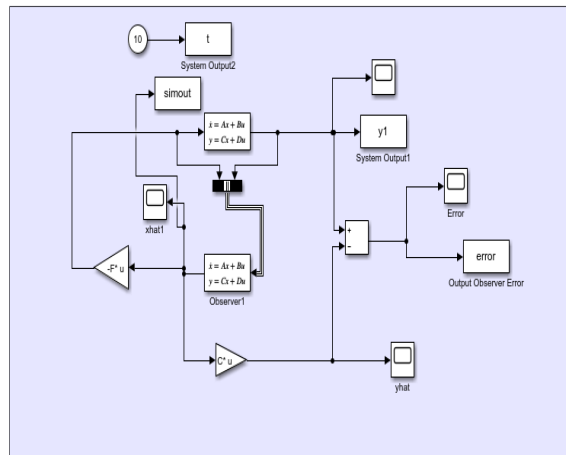 10
t
System Output2
simout
ẋ = Ax + Bu
y = Cx + Du
y1
System Output1
xhat1
Error
+
−
error
Output Observer Error
-F* u
ẋ = Ax + Bu
y = Cx + Du
Observer1
C* u
yhat